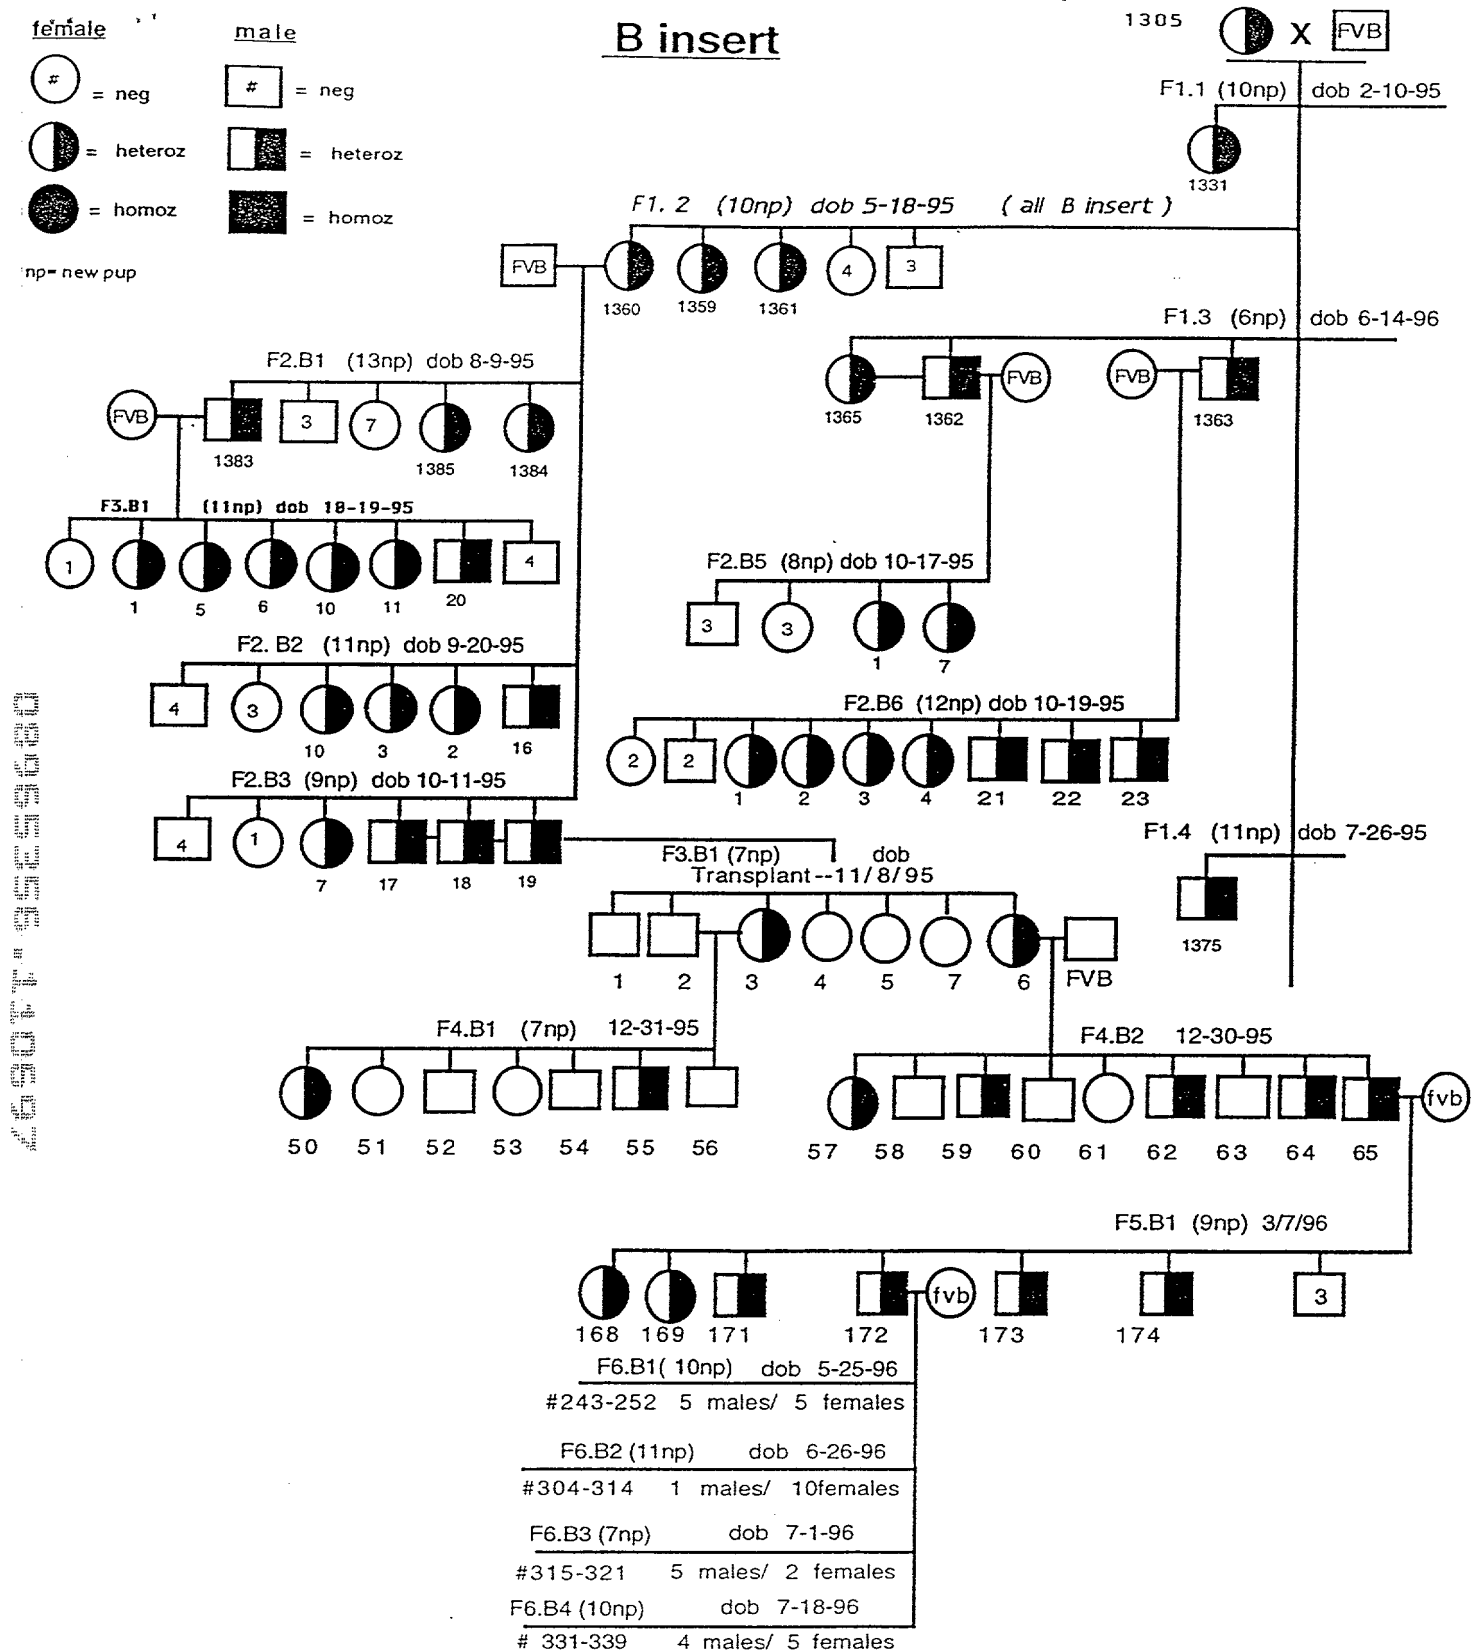 B insert
1305
X FVB
female male
# = neg # = neg
= heteroz = heteroz
= homoz = homoz
np= new pup
F1.1 (10np) dob 2-10-95
1331
F1. 2 (10np) dob 5-18-95 ( all B insert )
FVB 4 3
1360 1359 1361
F1.3 (6np) dob 6-14-96
FVB FVB
1365 1362 1363
F2.B1 (13np) dob 8-9-95
FVB 3 7
1383 1385 1384
F3.B1 (11np) dob 18-19-95
1 4
1 5 6 10 11 20
F2.B5 (8np) dob 10-17-95
3 3
1 7
F2. B2 (11np) dob 9-20-95
4 3
10 3 2 16
F2.B6 (12np) dob 10-19-95
2 2
1 2 3 4 21 22 23
F2.B3 (9np) dob 10-11-95
4 1
7 17 18 19
F1.4 (11np) dob 7-26-95
1375
F3.B1 (7np) dob
Transplant--11/8/95
1 2 3 4 5 7 6 FVB
F4.B1 (7np) 12-31-95
50 51 52 53 54 55 56
F4.B2 12-30-95
fvb
57 58 59 60 61 62 63 64 65
F5.B1 (9np) 3/7/96
fvb 3
168 169 171 172 173 174
F6.B1( 10np) dob 5-25-96
#243-252 5 males/ 5 females
F6.B2 (11np) dob 6-26-96
#304-314 1 males/ 10females
F6.B3 (7np) dob 7-1-96
#315-321 5 males/ 2 females
F6.B4 (10np) dob 7-18-96
# 331-339 4 males/ 5 females